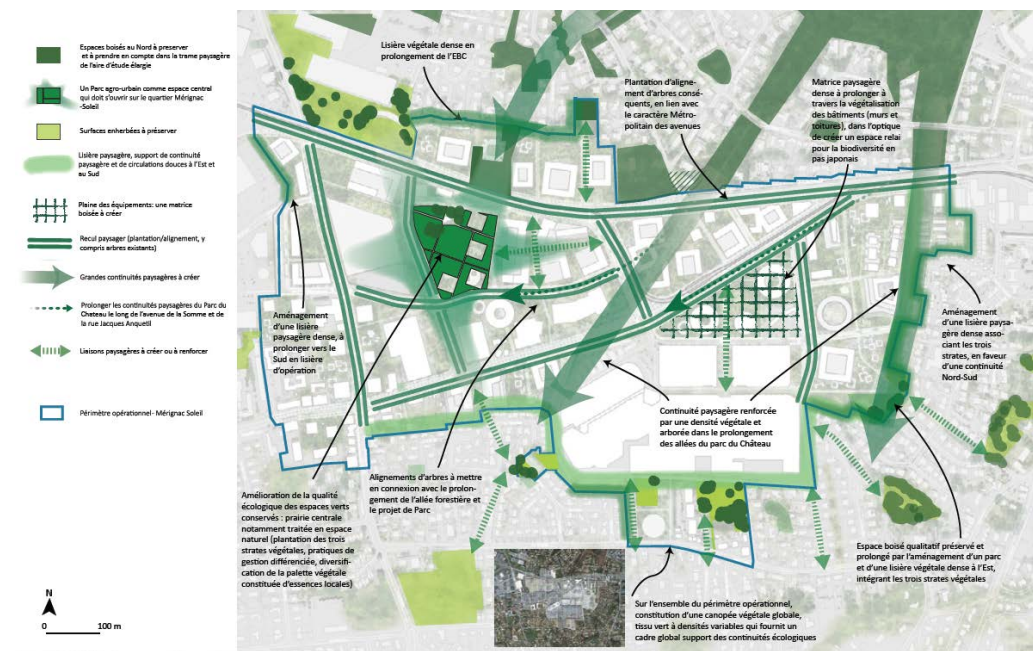 Espaces boisés au Nord à préserver
et à prendre en compte dans la trame paysagère
de l'aire d'étude élargie
Un Parc agro-urbain comme espace central
qui doit s'ouvrir sur le quartier Mérignac
-Soleil
Surfaces enherbées à préserver
Lisière paysagère, support de continuité
paysagère et de circulations douces à l'Est et
au Sud
Plaine des équipements: une matrice
boisée à créer
Recul paysager (plantation/alignement, y
compris arbres existants)
Grandes continuités paysagères à créer
Prolonger les continuités paysagères du Parc du
Chateau le long de l'avenue de la Somme et de
la rue Jacques Anquetil
Liaisons paysagères à créer ou à renforcer
Périmètre opérationnel- Mérignac Soleil
N
0 100 m
Lisière végétale dense en
prolongement de l'EBC
Plantation d'aligne-
ment d'arbres consé-
quents, en lien avec
le caractère Métro-
politain des avenues
Matrice paysagère
dense à prolonger à
travers la végétalisation
des bâtiments (murs et
toitures), dans l'optique
de créer un espace relai
pour la biodiversité en
pas japonais
Aménagement
d'une lisière
paysagère dense, à
prolonger vers le
Sud en lisière
d'opération
Aménagement
d'une lisière paysa-
gère dense asso-
ciant les trois
strates, en faveur
d'une continuité
Nord-Sud
Continuité paysagère renforcée
par une densité végétale et
arborée dans le prolongement
des allées du parc du Château
Alignements d'arbres à mettre
en connexion avec le prolon-
gement de l'allée forestière et
le projet de Parc
Amélioration de la qualité
écologique des espaces verts
conservés : prairie centrale
notamment traitée en espace
naturel (plantation des trois
strates végétales, pratiques de
gestion différenciée, diversifi-
cation de la palette végétale
constituée d'essences locales)
Espace boisé qualitatif préservé et
prolongé par l'aménagement d'un parc
et d'une lisière végétale dense à l'Est,
intégrant les trois strates végétales
Sur l'ensemble du périmètre opérationnel,
constitution d'une canopée végétale globale,
tissu vert à densités variables qui fournit un
cadre global support des continuités écologiques